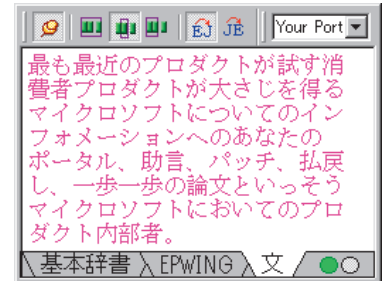 EJ JE Your Port
最も最近のプロダクトが試す消
費者プロダクトが大さじを得る
マイクロソフトについてのイン
フォメーションへのあなたの
ポータル、助言、パッチ、払戻
し、一歩一歩の論文といっそう
マイクロソフトにおいてのプロ
ダクト内部者。
基本辞書 EPWING 文